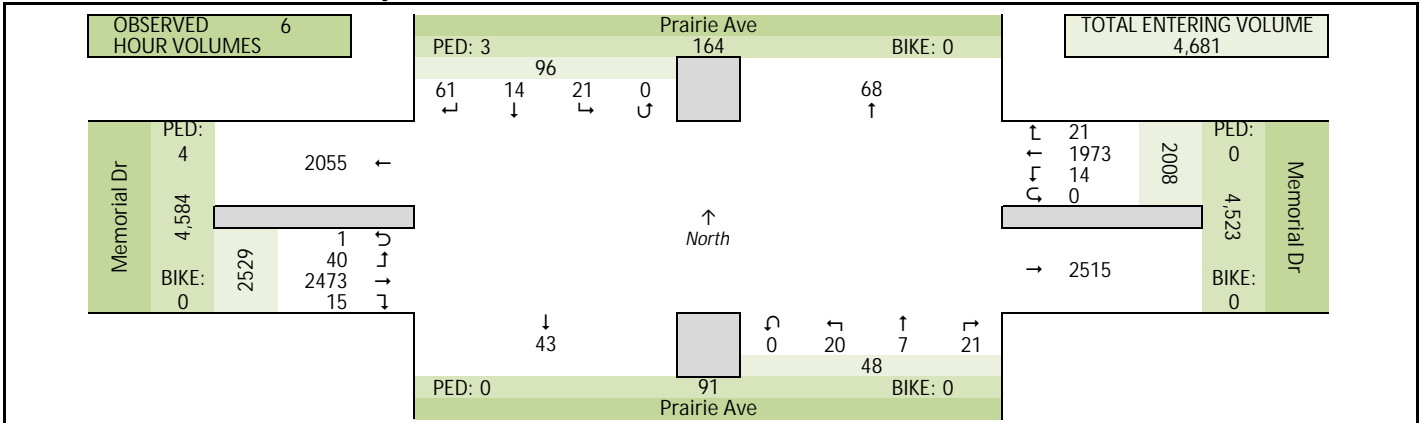 OBSERVED 6
HOUR VOLUMES
Prairie Ave
TOTAL ENTERING VOLUME
4,681
PED: 3 164 BIKE: 0
96
61 14 21 0
↵ ↓ ↳ ⮍
68
↑
PED:
4
Memorial Dr
4,584
BIKE:
0
2055 ←
2529
1 ⮌
40 ↰
2473 →
15 ↴
↑
North
↱ 21
← 1973
↲ 14
⮎ 0
2008
PED:
0
4,523
Memorial Dr
BIKE:
0
→ 2515
↓
43
⮏ ↰ ↑ ↱
0 20 7 21
48
PED: 0 91 BIKE: 0
Prairie Ave